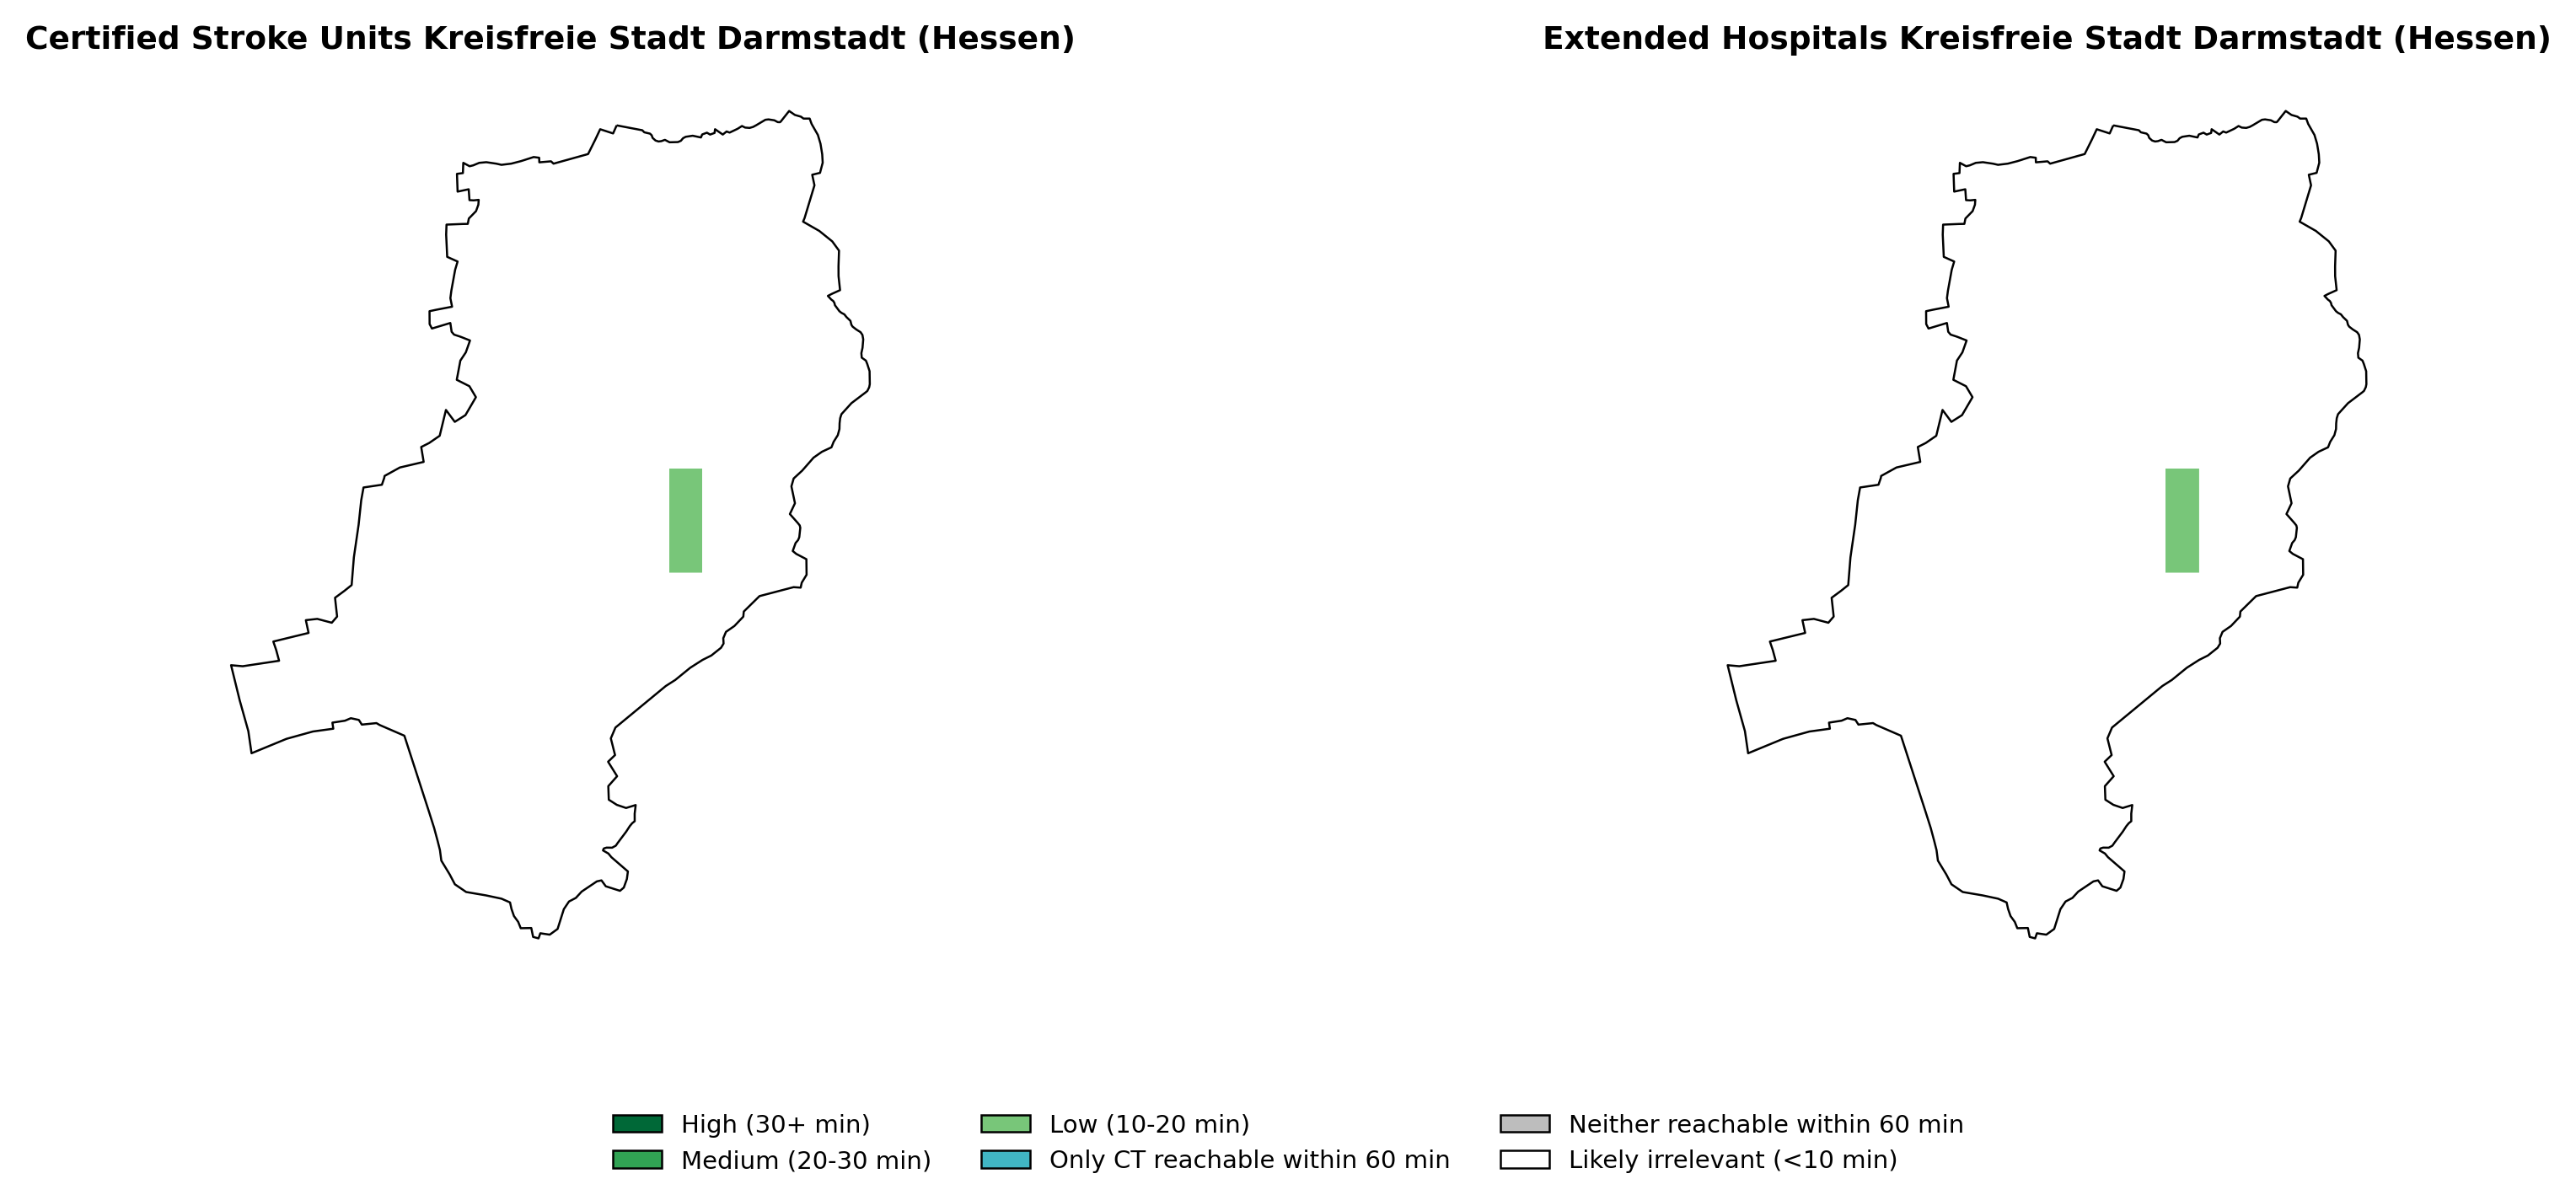 Certified Stroke Units Kreisfreie Stadt Darmstadt (Hessen)
Extended Hospitals Kreisfreie Stadt Darmstadt (Hessen)
High (30+ min)
Medium (20-30 min)
Low (10-20 min)
Only CT reachable within 60 min
Neither reachable within 60 min
Likely irrelevant (<10 min)